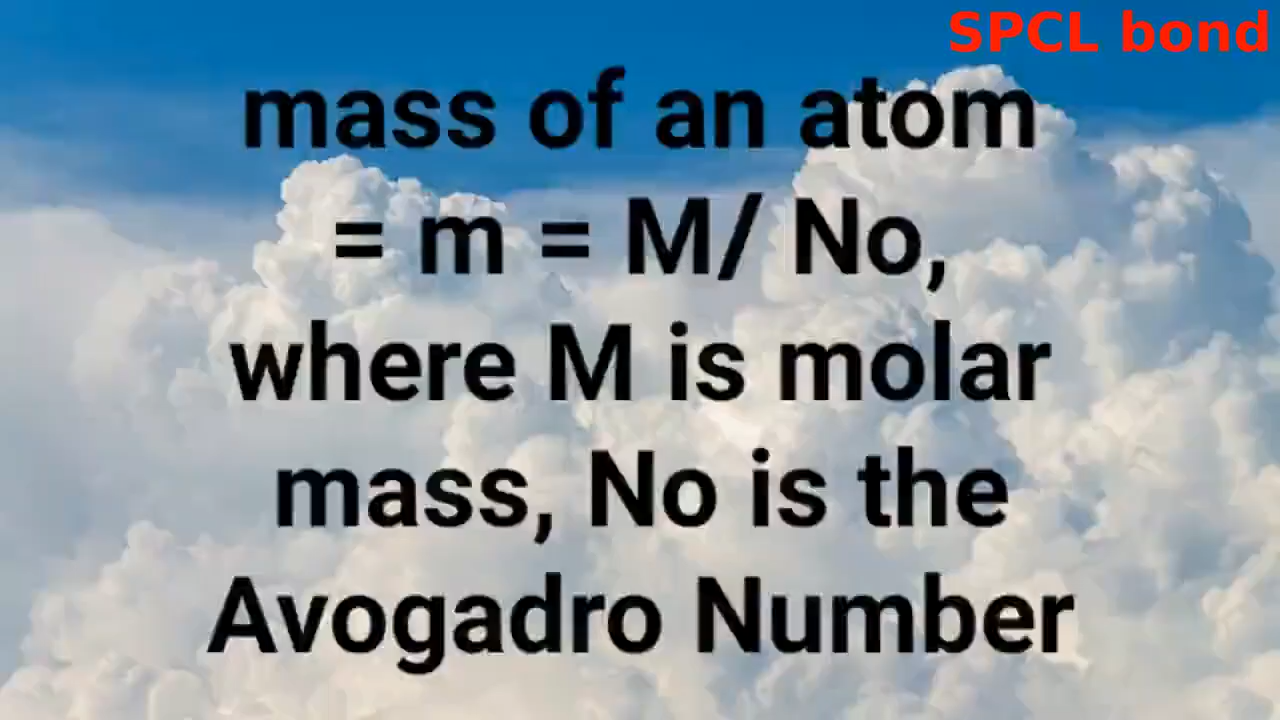 SPCL bond
mass of an atom
= m = M/ No,
where M is molar
mass, No is the
Avogadro Number